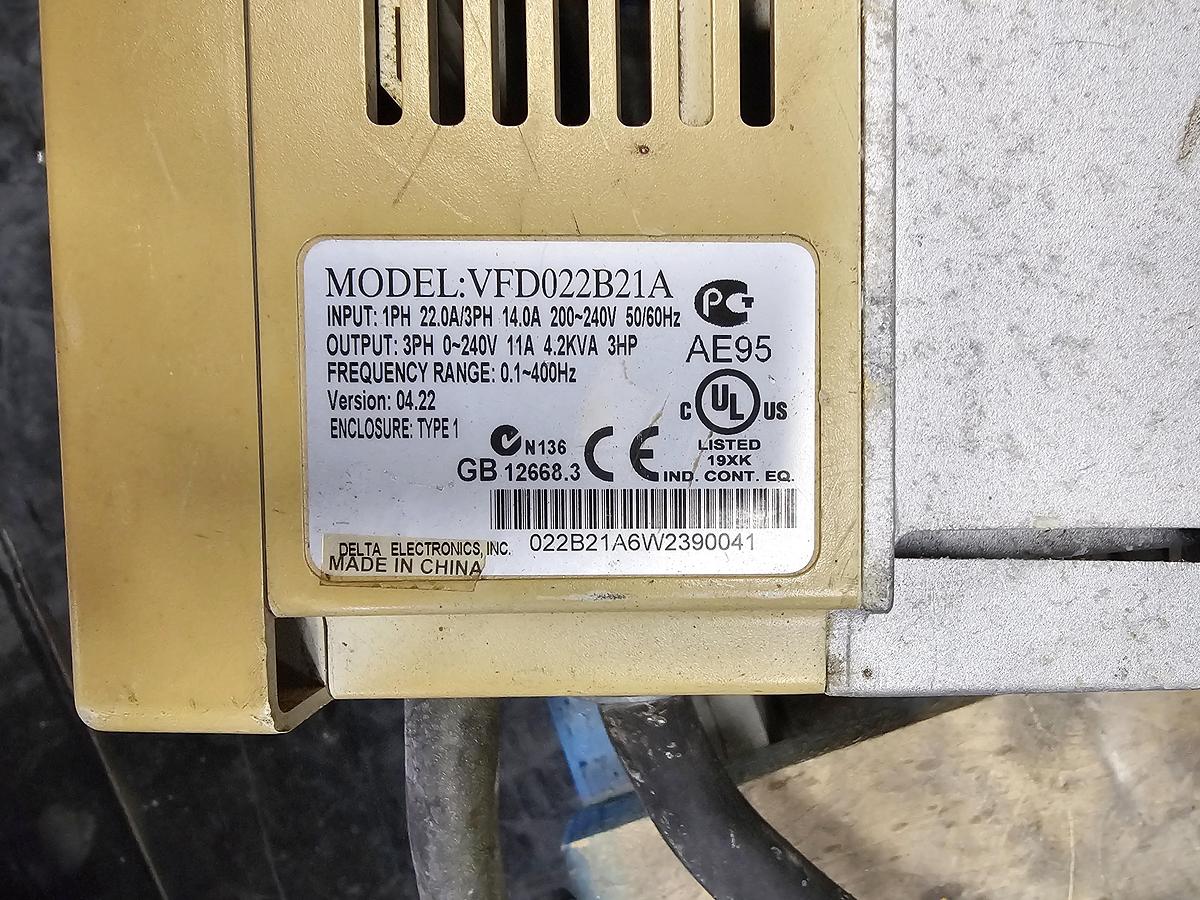 MODEL:VFD022B21A
INPUT: 1PH 22.0A/3PH 14.0A 200~240V 50/60Hz
OUTPUT: 3PH 0~240V 11A 4.2KVA 3HP
FREQUENCY RANGE: 0.1~400Hz
Version: 04.22
ENCLOSURE: TYPE 1
PCT
AE95
C UL US
LISTED
19XK
IND. CONT. EQ.
N136
GB 12668.3 CE
022B21A6W2390041
DELTA ELECTRONICS, INC.
MADE IN CHINA